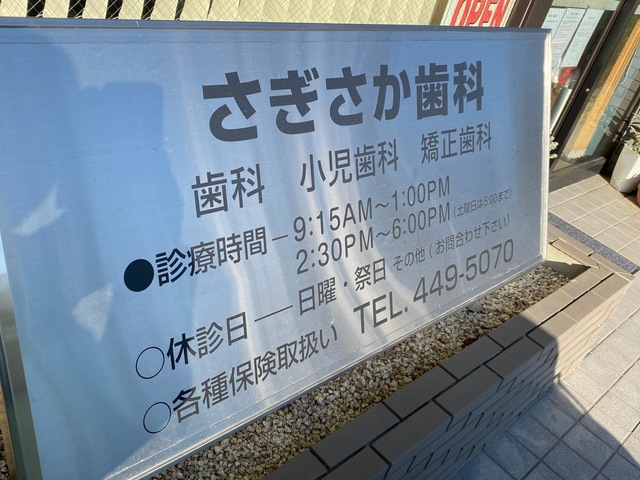 OPEN
さぎさか歯科
歯科 小児歯科 矯正歯科
●診療時間－9:15AM〜1:00PM
2:30PM〜6:00PM(土曜日は5:00まで)
○休診日──日曜・祭日 その他(お問合わせ下さい)
○各種保険取扱い TEL. 449-5070